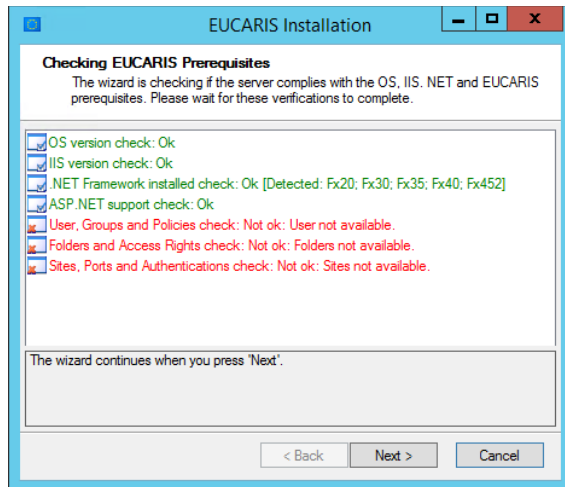 EUCARIS Installation
Checking EUCARIS Prerequisites
The wizard is checking if the server complies with the OS, IIS. NET and EUCARIS
prerequisites. Please wait for these verifications to complete.
OS version check: Ok
IIS version check: Ok
.NET Framework installed check: Ok [Detected: Fx20; Fx30; Fx35; Fx40; Fx452]
ASP.NET support check: Ok
User, Groups and Policies check: Not ok: User not available.
Folders and Access Rights check: Not ok: Folders not available.
Sites, Ports and Authentications check: Not ok: Sites not available.
The wizard continues when you press 'Next'.
< Back Next > Cancel